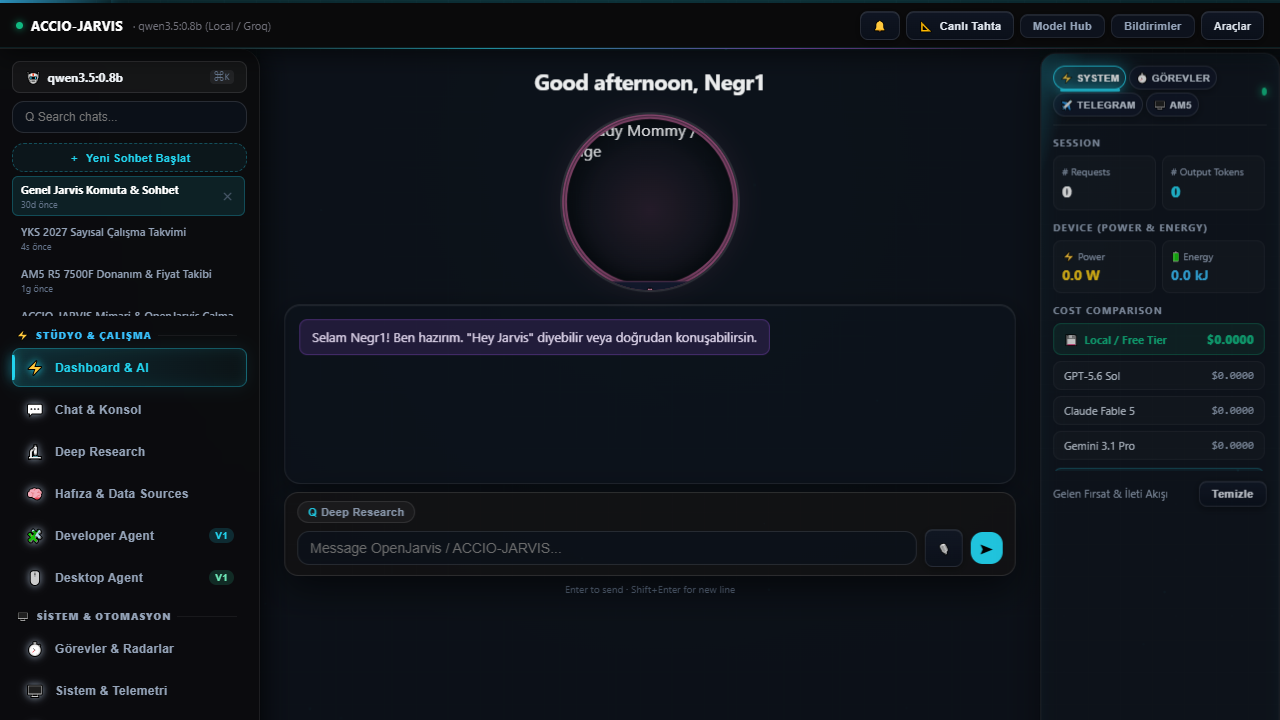 ACCIO-JARVIS · qwen3.5:0.8b (Local / Groq)
Canlı Tahta
Model Hub
Bildirimler
Araçlar
qwen3.5:0.8b
⌘K
Search chats...
+ Yeni Sohbet Başlat
Genel Jarvis Komuta & Sohbet
30d önce
YKS 2027 Sayısal Çalışma Takvimi
4s önce
AM5 R5 7500F Donanım & Fiyat Takibi
1g önce
ACCIO-JARVIS Mimari & OpenJarvis Çalma
STÜDYO & ÇALIŞMA
Dashboard & AI
Chat & Konsol
Deep Research
Hafıza & Data Sources
Developer Agent V1
Desktop Agent V1
SİSTEM & OTOMASYON
Görevler & Radarlar
Sistem & Telemetri
Good afternoon, Negr1
Mommy /
Selam Negr1! Ben hazırım. "Hey Jarvis" diyebilir veya doğrudan konuşabilirsin.
Deep Research
Message OpenJarvis / ACCIO-JARVIS...
Enter to send · Shift+Enter for new line
SYSTEM
GÖREVLER
TELEGRAM
AM5
SESSION
# Requests
0
# Output Tokens
0
DEVICE (POWER & ENERGY)
Power
0.0 W
Energy
0.0 kJ
COST COMPARISON
Local / Free Tier $0.0000
GPT-5.6 Sol $0.0000
Claude Fable 5 $0.0000
Gemini 3.1 Pro $0.0000
Gelen Fırsat & İleti Akışı
Temizle